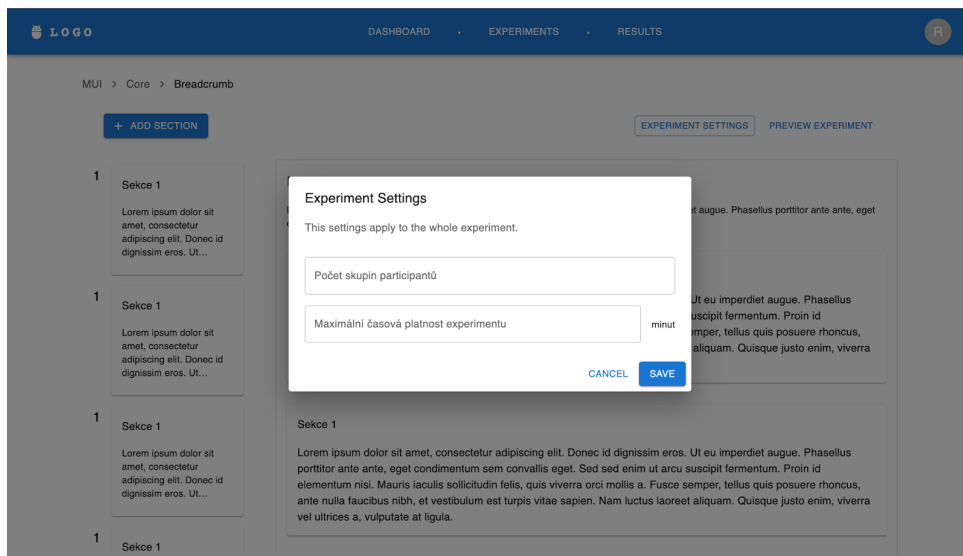 LOGO
DASHBOARD • EXPERIMENTS • RESULTS
R
MUI > Core > Breadcrumb
+ ADD SECTION
EXPERIMENT SETTINGS
PREVIEW EXPERIMENT
1
Sekce 1
Lorem ipsum dolor sit
amet, consectetur
adipiscing elit. Donec id
dignissim eros. Ut…
1
Sekce 1
Lorem ipsum dolor sit
amet, consectetur
adipiscing elit. Donec id
dignissim eros. Ut…
1
Sekce 1
Lorem ipsum dolor sit
amet, consectetur
adipiscing elit. Donec id
dignissim eros. Ut…
1
Sekce 1
Experiment Settings
This settings apply to the whole experiment.
Počet skupin participantů
Maximální časová platnost experimentu
minut
CANCEL
SAVE
augue. Phasellus porttitor ante ante, eget
Ut eu imperdiet augue. Phasellus
suscipit fermentum. Proin id
semper, tellus quis posuere rhoncus,
aliquam. Quisque justo enim, viverra
Sekce 1
Lorem ipsum dolor sit amet, consectetur adipiscing elit. Donec id dignissim eros. Ut eu imperdiet augue. Phasellus
porttitor ante ante, eget condimentum sem convallis eget. Sed sed enim ut arcu suscipit fermentum. Proin id
elementum nisi. Mauris iaculis sollicitudin felis, quis viverra orci mollis a. Fusce semper, tellus quis posuere rhoncus,
ante nulla faucibus nibh, et vestibulum est turpis vitae sapien. Nam luctus laoreet aliquam. Quisque justo enim, viverra
vel ultrices a, vulputate at ligula.